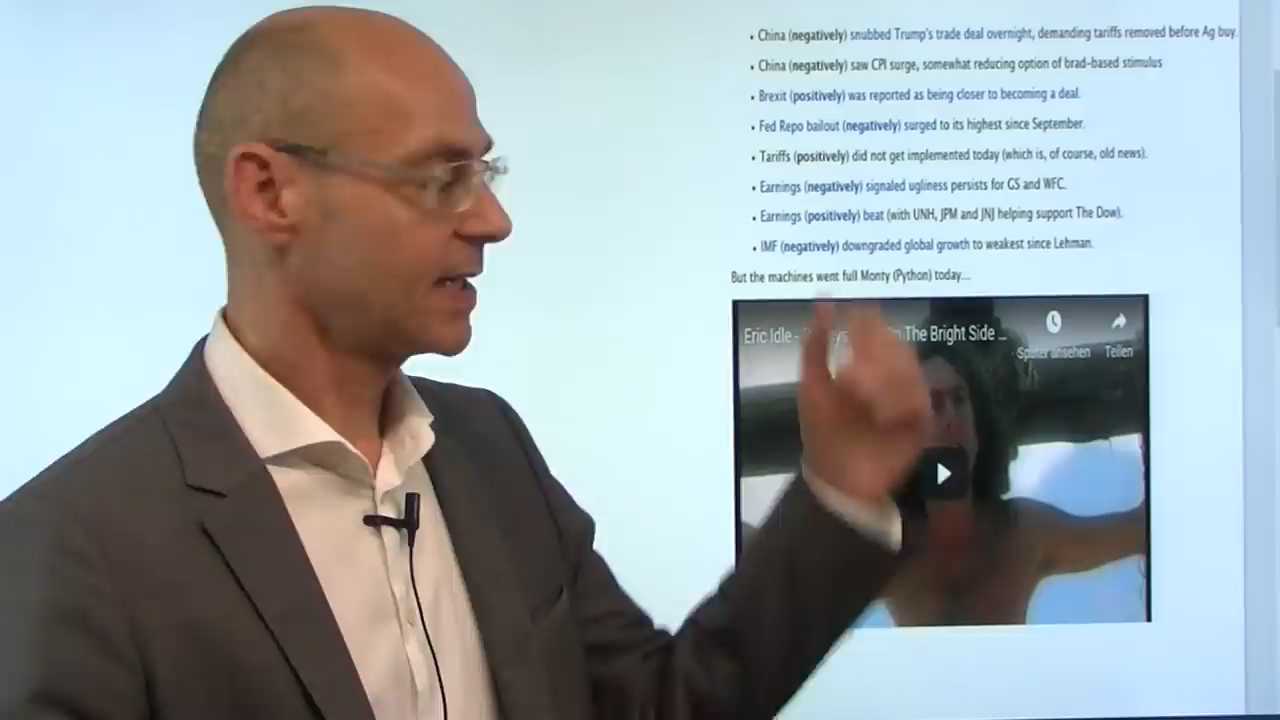 • China (negatively) snubbed Trump's trade deal overnight, demanding tariffs removed before Ag buy.
• China (negatively) saw CPI surge, somewhat reducing option of brad-based stimulus
• Brexit (positively) was reported as being closer to becoming a deal.
• Fed Repo bailout (negatively) surged to its highest since September.
• Tariffs (positively) did not get implemented today (which is, of course, old news).
• Earnings (negatively) signaled ugliness persists for GS and WFC.
• Earnings (positively) beat (with UNH, JPM and JNJ helping support The Dow).
• IMF (negatively) downgraded global growth to weakest since Lehman.
But the machines went full Monty (Python) today...
Eric Idle - The Bright Side ...
Später ansehen Teilen